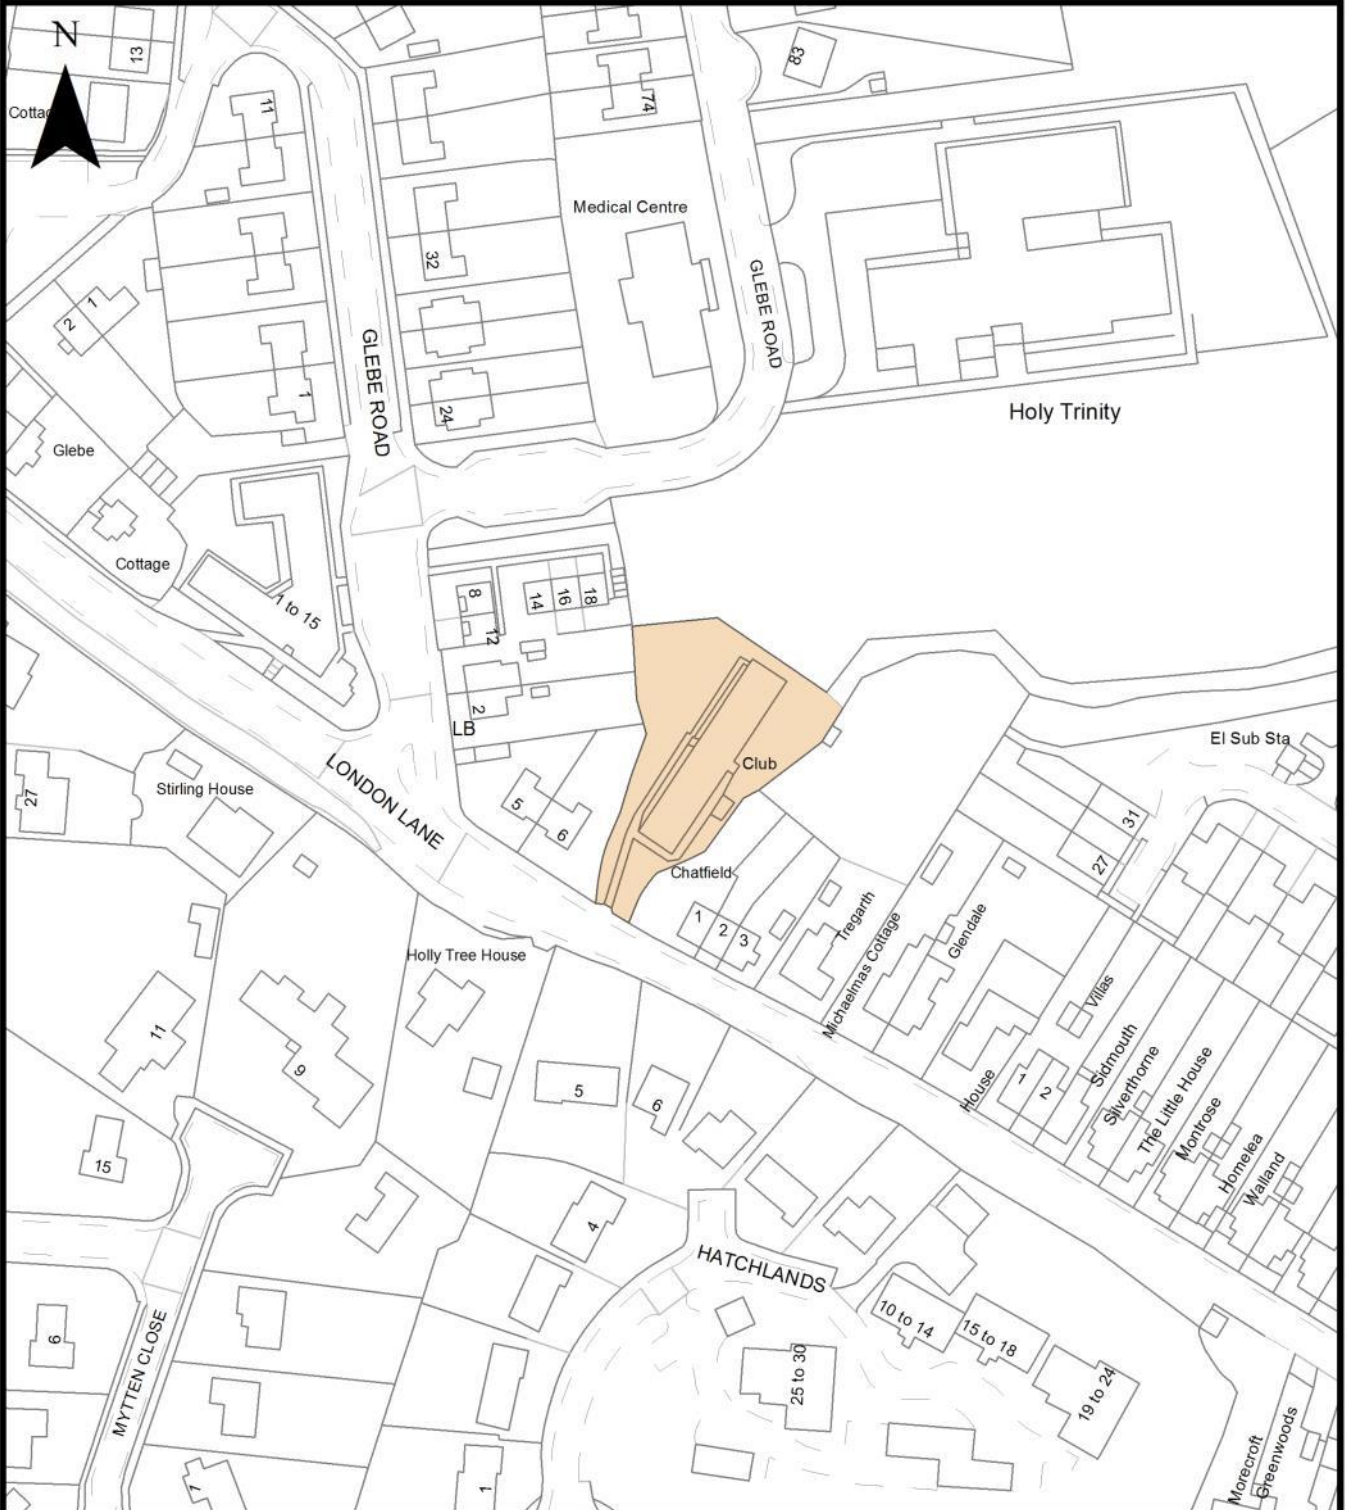 N
13
83
Cottag
11
74
Medical Centre
32
GLEBE ROAD
1
2
GLEBE ROAD
1
24
Holy Trinity
Glebe
Cottage
1 to 15
8
14
16
18
12
2
LB
El Sub Sta
Club
LONDON LANE
Stirling House
27
5
6
31
27
Chatfield
1
2
3
Tregarth
Michaelmas Cottage
Glendale
Holly Tree House
11
9
Villas
5
6
House
1
2
Sidmouth
Silverthorne
The Little House
Montrose
Homelea
Walland
15
4
HATCHLANDS
10 to 14
15 to 18
6
MYTTEN CLOSE
25 to 30
19 to 24
Morecroft
Greenwoods
1